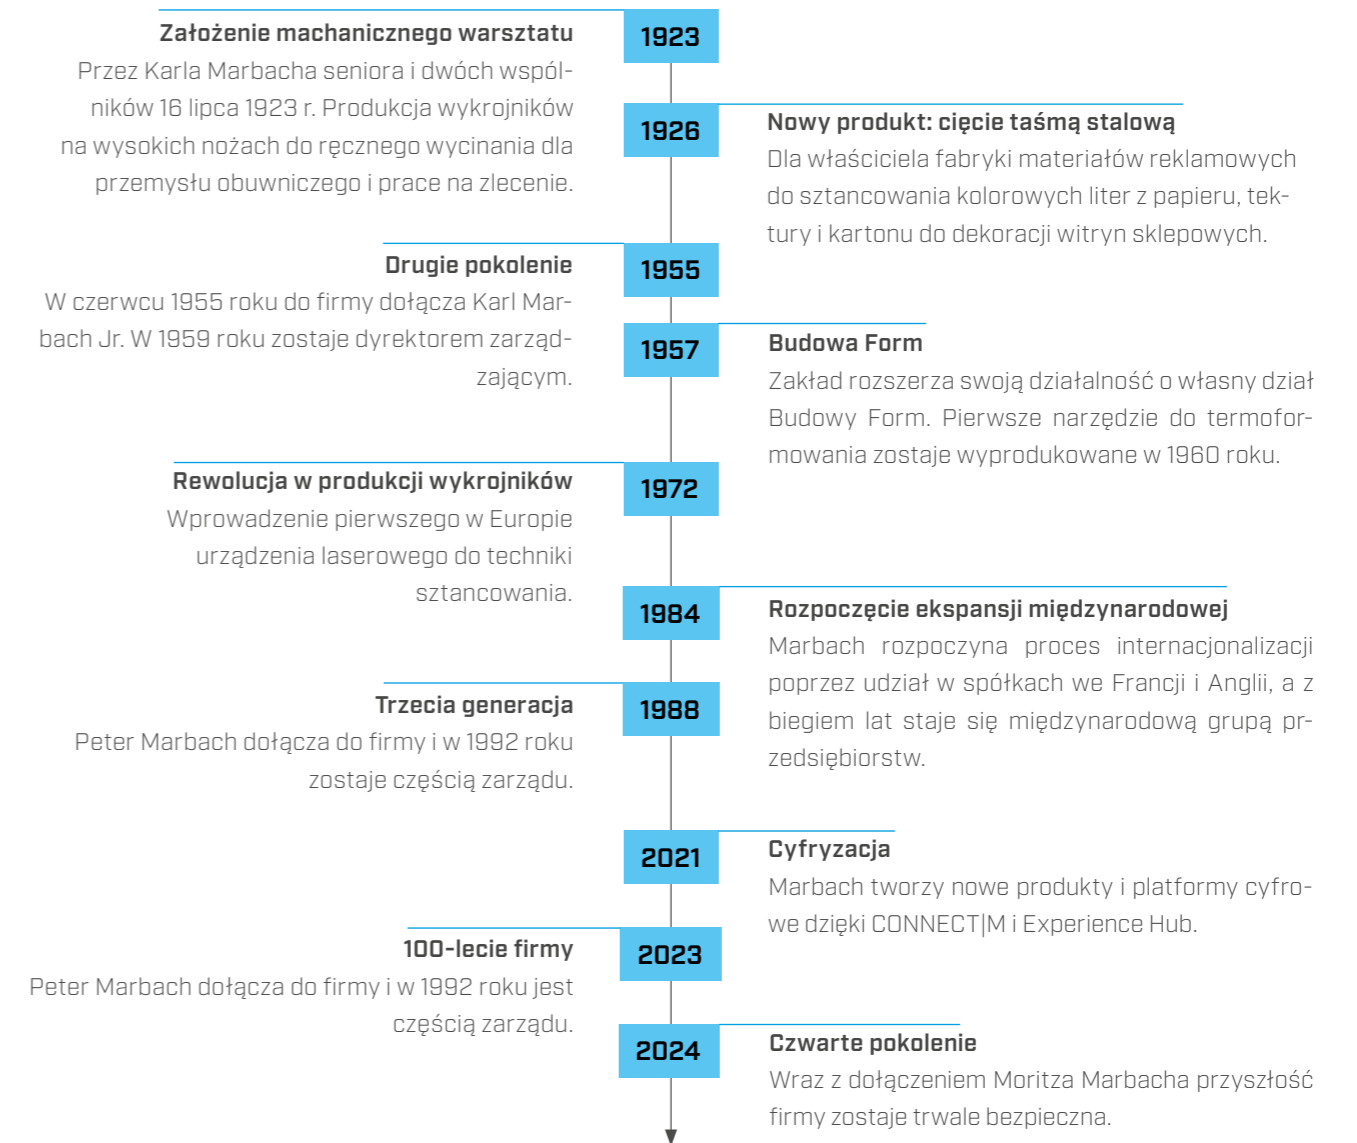 1923
Założenie machanicznego warsztatu
Przez Karla Marbacha seniora i dwóch wspól-
ników 16 lipca 1923 r. Produkcja wykrojników
na wysokich nożach do ręcznego wycinania dla
przemysłu obuwniczego i prace na zlecenie.
1926
Nowy produkt: cięcie taśmą stalową
Dla właściciela fabryki materiałów reklamowych
do sztancowania kolorowych liter z papieru, tek-
tury i kartonu do dekoracji witryn sklepowych.
1955
Drugie pokolenie
W czerwcu 1955 roku do firmy dołącza Karl Mar-
bach Jr. W 1959 roku zostaje dyrektorem zarząd-
zającym.
1957
Budowa Form
Zakład rozszerza swoją działalność o własny dział
Budowy Form. Pierwsze narzędzie do termofor-
mowania zostaje wyprodukowane w 1960 roku.
1972
Rewolucja w produkcji wykrojników
Wprowadzenie pierwszego w Europie
urządzenia laserowego do techniki
sztancowania.
1984
Rozpoczęcie ekspansji międzynarodowej
Marbach rozpoczyna proces internacjonalizacji
poprzez udział w spółkach we Francji i Anglii, a z
biegiem lat staje się międzynarodową grupą pr-
zedsiębiorstw.
1988
Trzecia generacja
Peter Marbach dołącza do firmy i w 1992 roku
zostaje częścią zarządu.
2021
Cyfryzacja
Marbach tworzy nowe produkty i platformy cyfro-
we dzięki CONNECT|M i Experience Hub.
2023
100-lecie firmy
Peter Marbach dołącza do firmy i w 1992 roku jest
częścią zarządu.
2024
Czwarte pokolenie
Wraz z dołączeniem Moritza Marbacha przyszłość
firmy zostaje trwale bezpieczna.